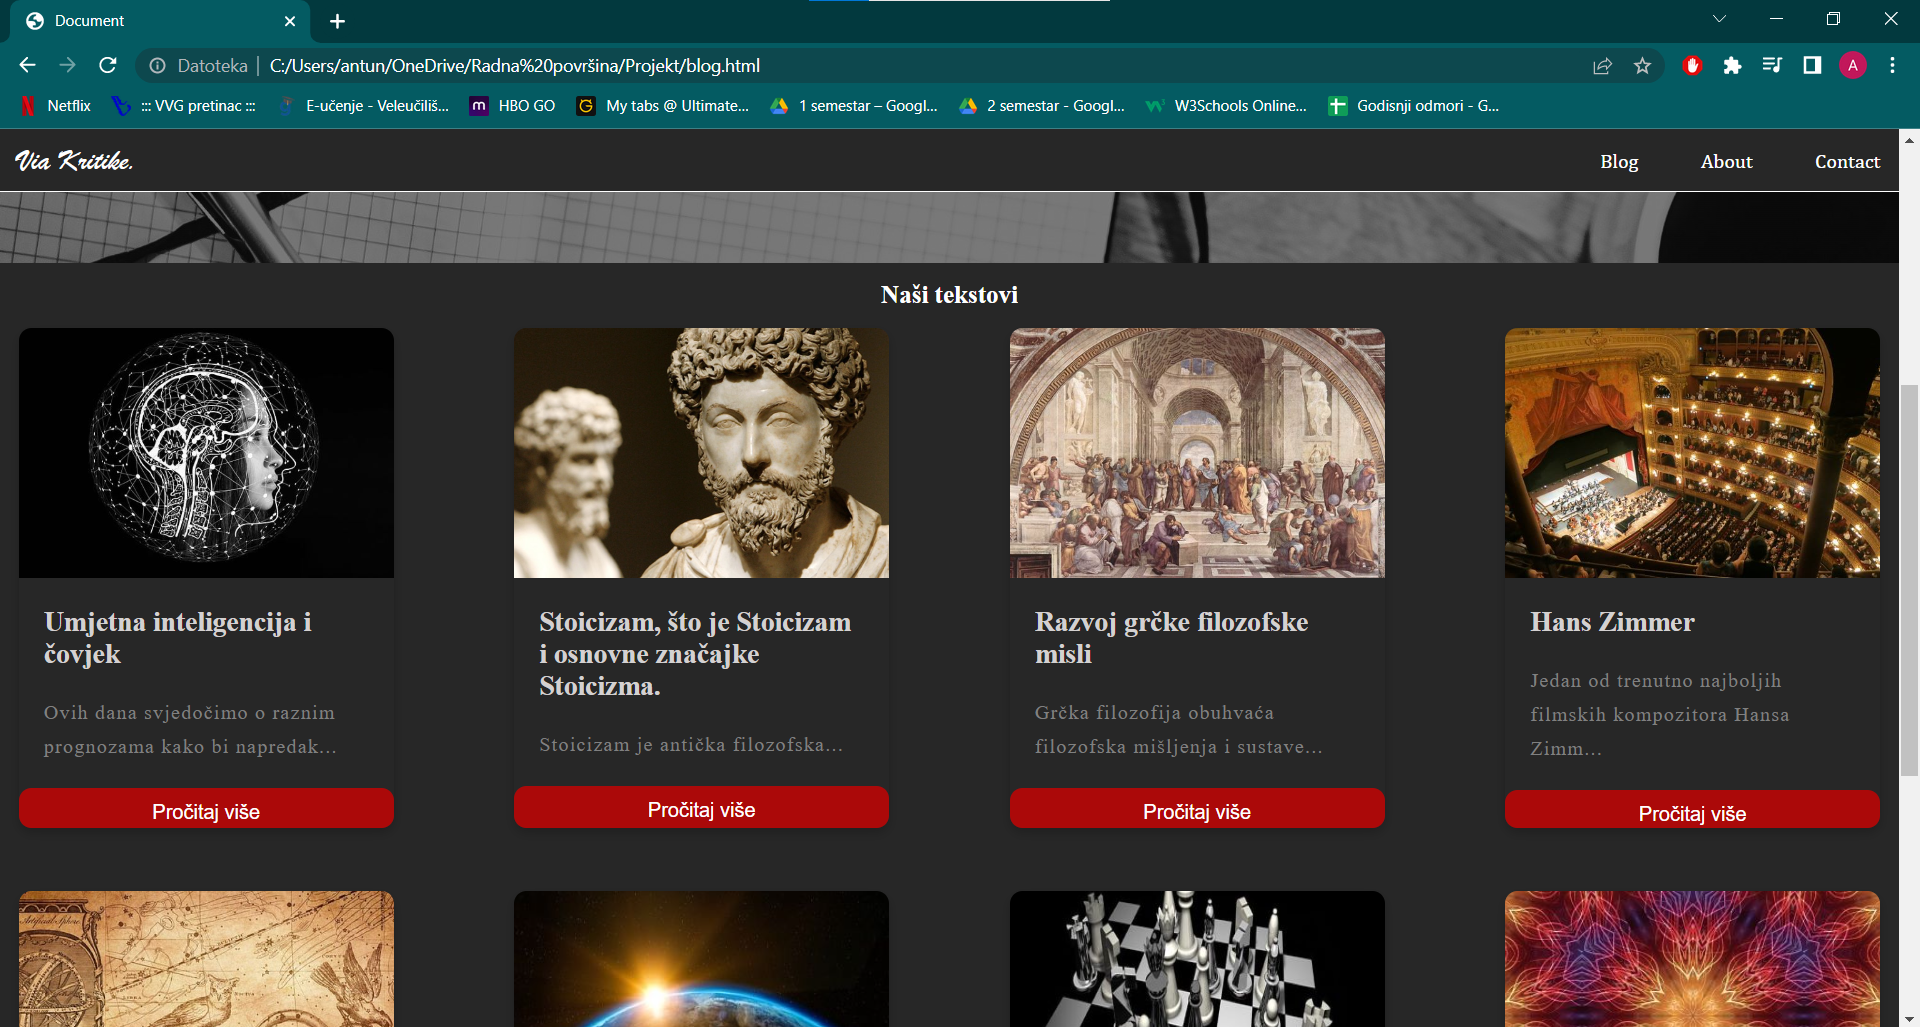 Document
Datoteka | C:/Users/antun/OneDrive/Radna%20površina/Projekt/blog.html
A
Netflix
::: VVG pretinac :::
E-učenje - Veleučiliš...
HBO GO
My tabs @ Ultimate...
1 semestar – Googl...
2 semestar - Googl...
W3Schools Online...
Godisnji odmori - G...
Via Kritike.
Blog
About
Contact
Naši tekstovi
Umjetna inteligencija i
čovjek
Ovih dana svjedočimo o raznim
prognozama kako bi napredak...
Pročitaj više
Stoicizam, što je Stoicizam
i osnovne značajke
Stoicizma.
Stoicizam je antička filozofska...
Pročitaj više
Razvoj grčke filozofske
misli
Grčka filozofija obuhvaća
filozofska mišljenja i sustave...
Pročitaj više
Hans Zimmer
Jedan od trenutno najboljih
filmskih kompozitora Hansa
Zimm...
Pročitaj više